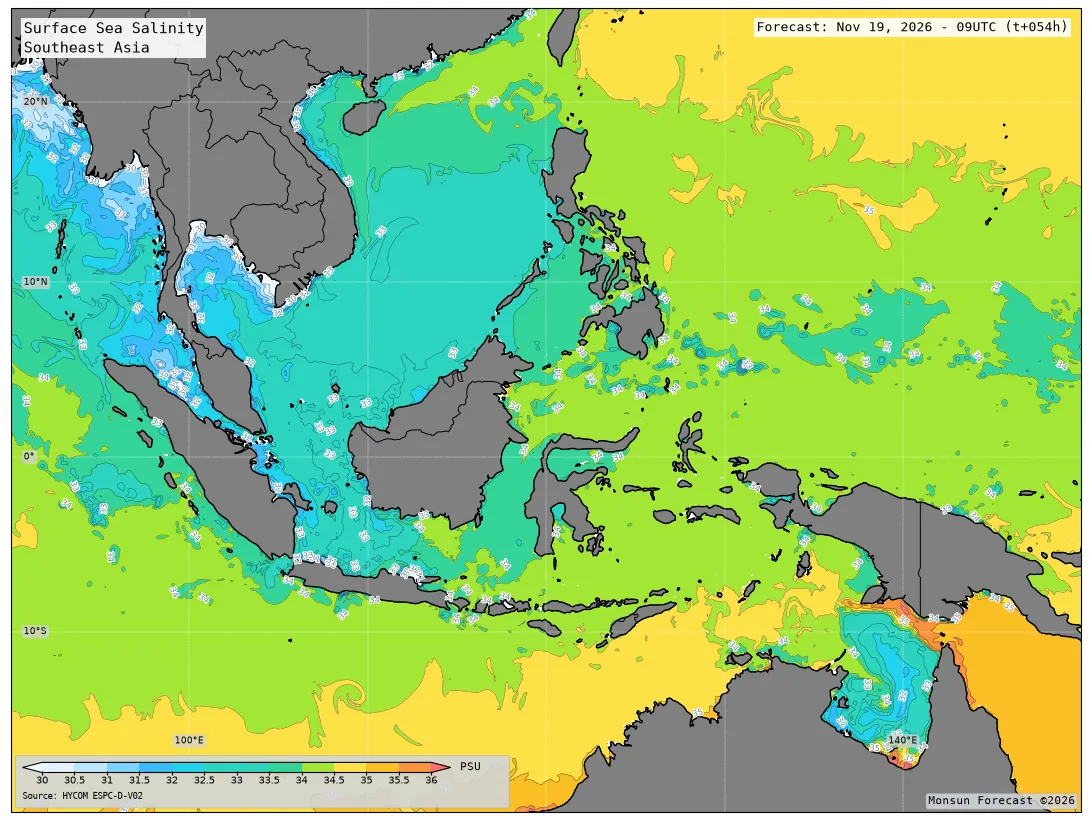 Surface Sea Salinity
Southeast Asia
Forecast: Nov 19, 2026 - 09UTC (t+054h)
20°N
10°N
0°
10°S
100°E
140°E
30 30.5 31 31.5 32 32.5 33 33.5 34 34.5 35 35.5 36 PSU
Source: HYCOM ESPC-D-V02
Monsun Forecast ©2026